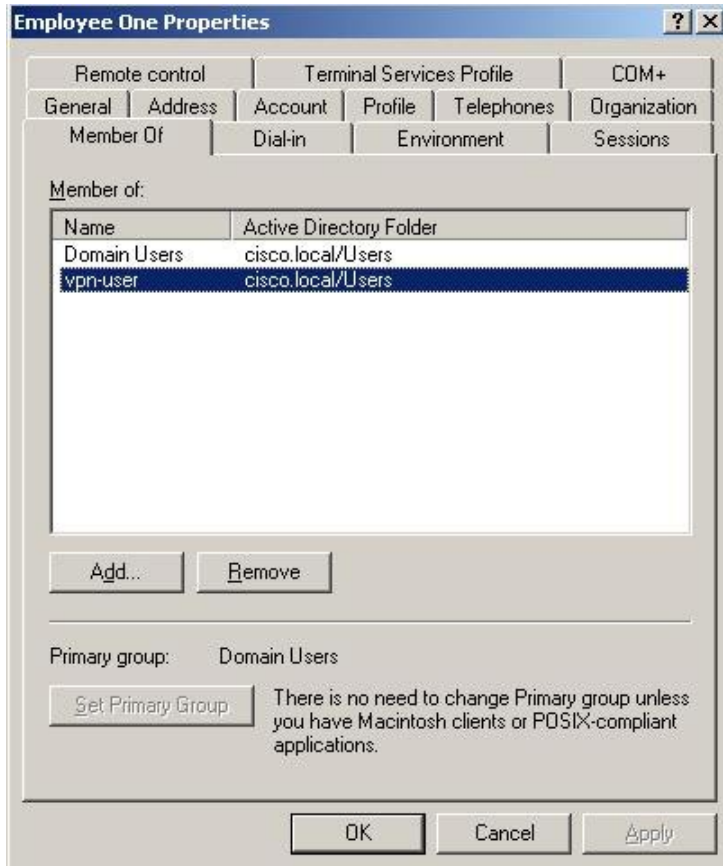 Employee One Properties
Remote control Terminal Services Profile COM+
General Address Account Profile Telephones Organization
Member Of Dial-in Environment Sessions
Member of:
Name Active Directory Folder
Domain Users cisco.local/Users
vpn-user cisco.local/Users
Add... Remove
Primary group: Domain Users
Set Primary Group
There is no need to change Primary group unless
you have Macintosh clients or POSIX-compliant
applications.
OK Cancel Apply